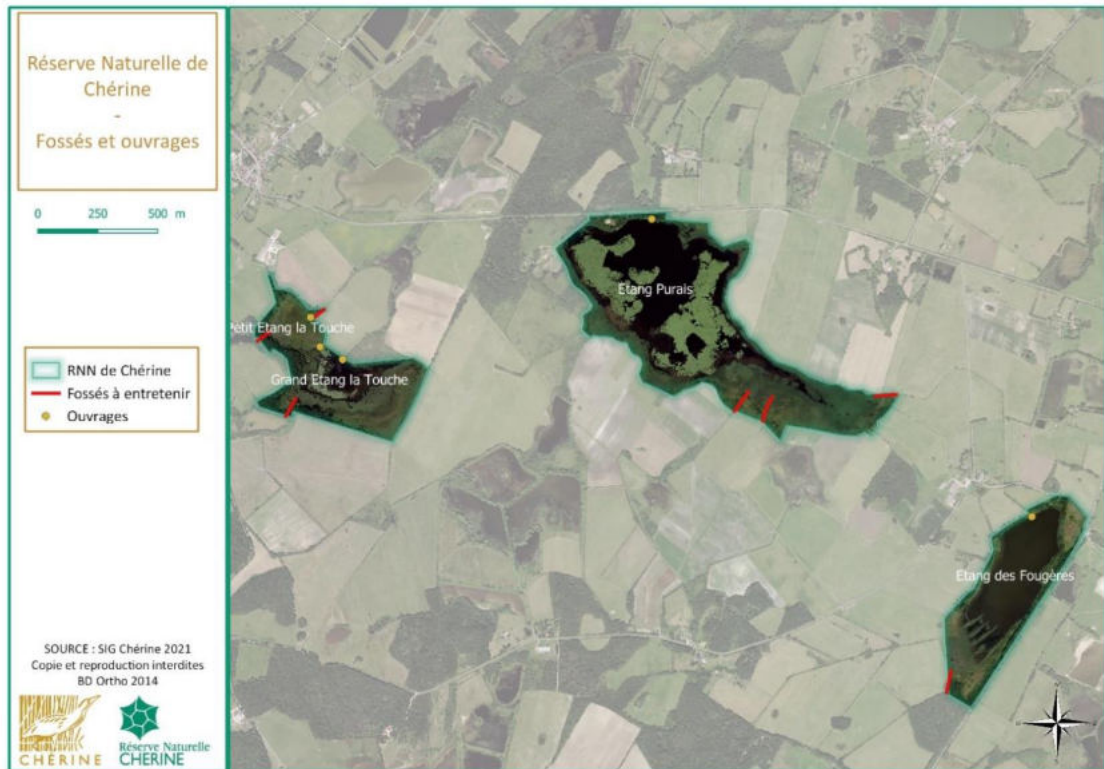 Réserve Naturelle de
Chérine
-
Fossés et ouvrages
0 250 500 m
RNN de Chérine
Fossés à entretenir
Ouvrages
SOURCE : SIG Chérine 2021
Copie et reproduction interdites
BD Ortho 2014
CHÉRINE
Réserve Naturelle
CHERINE
Etang Purais
Petit Etang la Touche
Grand Etang la Touche
Etang des Fougères